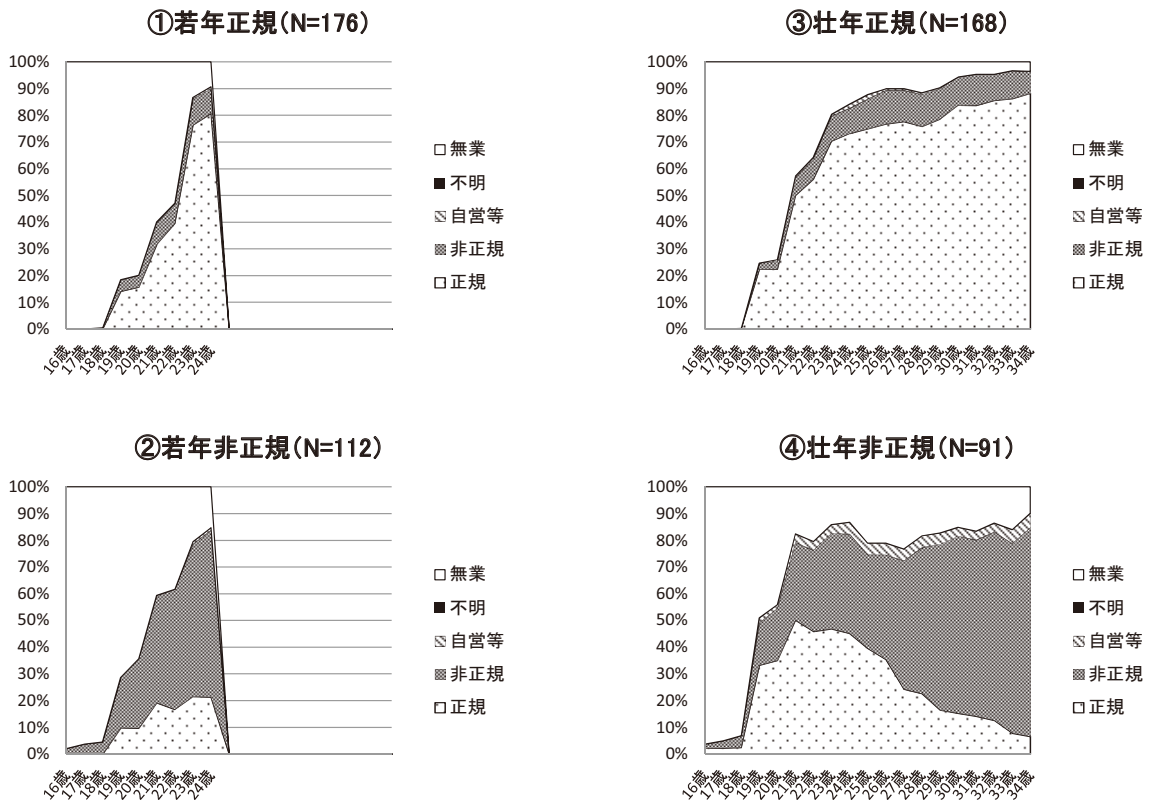 ①若年正規(N=176)
100%
90%
80%
70%
60%
50%
40%
30%
20%
10%
0%
16歳
17歳
18歳
19歳
20歳
21歳
22歳
23歳
24歳
無業
不明
自営等
非正規
正規
③壮年正規(N=168)
100%
90%
80%
70%
60%
50%
40%
30%
20%
10%
0%
16歳
17歳
18歳
19歳
20歳
21歳
22歳
23歳
24歳
25歳
26歳
27歳
28歳
29歳
30歳
31歳
32歳
33歳
34歳
無業
不明
自営等
非正規
正規
②若年非正規(N=112)
100%
90%
80%
70%
60%
50%
40%
30%
20%
10%
0%
16歳
17歳
18歳
19歳
20歳
21歳
22歳
23歳
24歳
無業
不明
自営等
非正規
正規
④壮年非正規(N=91)
100%
90%
80%
70%
60%
50%
40%
30%
20%
10%
0%
16歳
17歳
18歳
19歳
20歳
21歳
22歳
23歳
24歳
25歳
26歳
27歳
28歳
29歳
30歳
31歳
32歳
33歳
34歳
無業
不明
自営等
非正規
正規